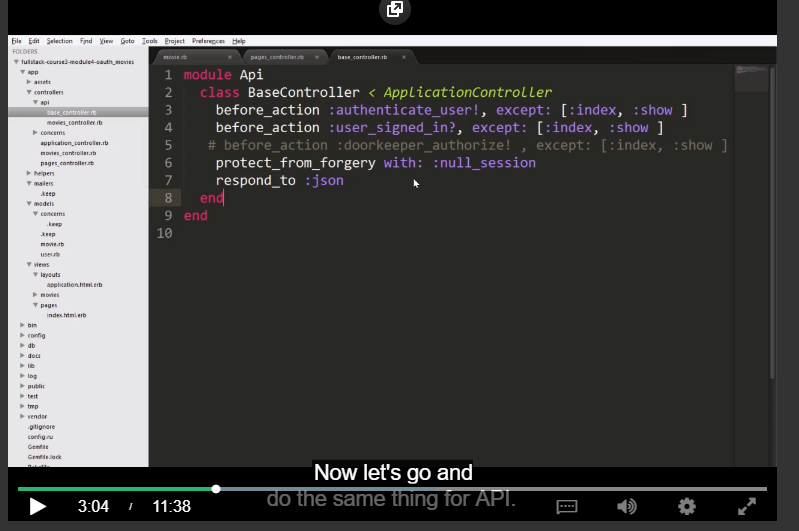 File Edit Selection Find View Goto Tools Project Preferences Help
FOLDERS
fullstack-course3-module4-oauth_movies
app
assets
controllers
api
base_controller.rb
movies_controller.rb
concerns
application_controller.rb
movies_controller.rb
pages_controller.rb
helpers
mailers
.keep
models
concerns
.keep
.keep
movie.rb
user.rb
views
layouts
application.html.erb
movies
pages
index.html.erb
bin
config
db
docs
lib
log
public
test
tmp
vendor
.gitignore
config.ru
Gemfile
Gemfile.lock
movie.rb × pages_controller.rb × base_controller.rb ×
1 module Api
2 class BaseController < ApplicationController
3 before_action :authenticate_user!, except: [:index, :show ]
4 before_action :user_signed_in?, except: [:index, :show ]
5 # before_action :doorkeeper_authorize! , except: [:index, :show ]
6 protect_from_forgery with: :null_session
7 respond_to :json
8 end
9 end
10
Now let's go and
do the same thing for API.
3:04 / 11:38